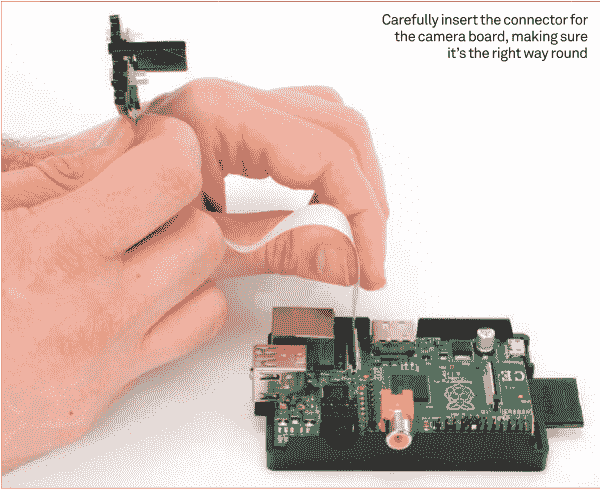 Carefully insert the connector for
the camera board, making sure
it's the right way round